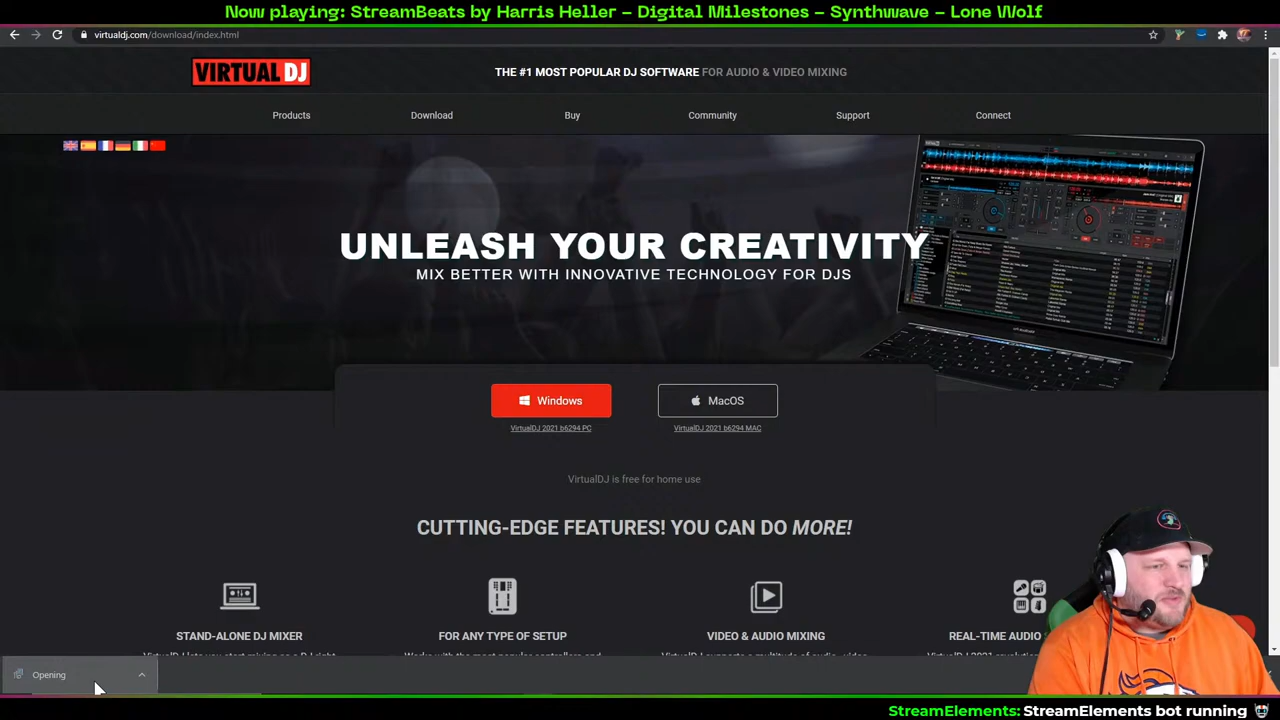 Now playing: StreamBeats by Harris Heller - Digital Milestones - Synthwave - Lone Wolf
virtualdj.com/download/index.html
VIRTUAL DJ
THE #1 MOST POPULAR DJ SOFTWARE FOR AUDIO & VIDEO MIXING
Products Download Buy Community Support Connect
UNLEASH YOUR CREATIVITY
MIX BETTER WITH INNOVATIVE TECHNOLOGY FOR DJS
Windows MacOS
VirtualDJ 2021 b6294 PC VirtualDJ 2021 b6294 MAC
VirtualDJ is free for home use
CUTTING-EDGE FEATURES! YOU CAN DO MORE!
STAND-ALONE DJ MIXER FOR ANY TYPE OF SETUP VIDEO & AUDIO MIXING REAL-TIME AUDIO
Opening
StreamElements: StreamElements bot running